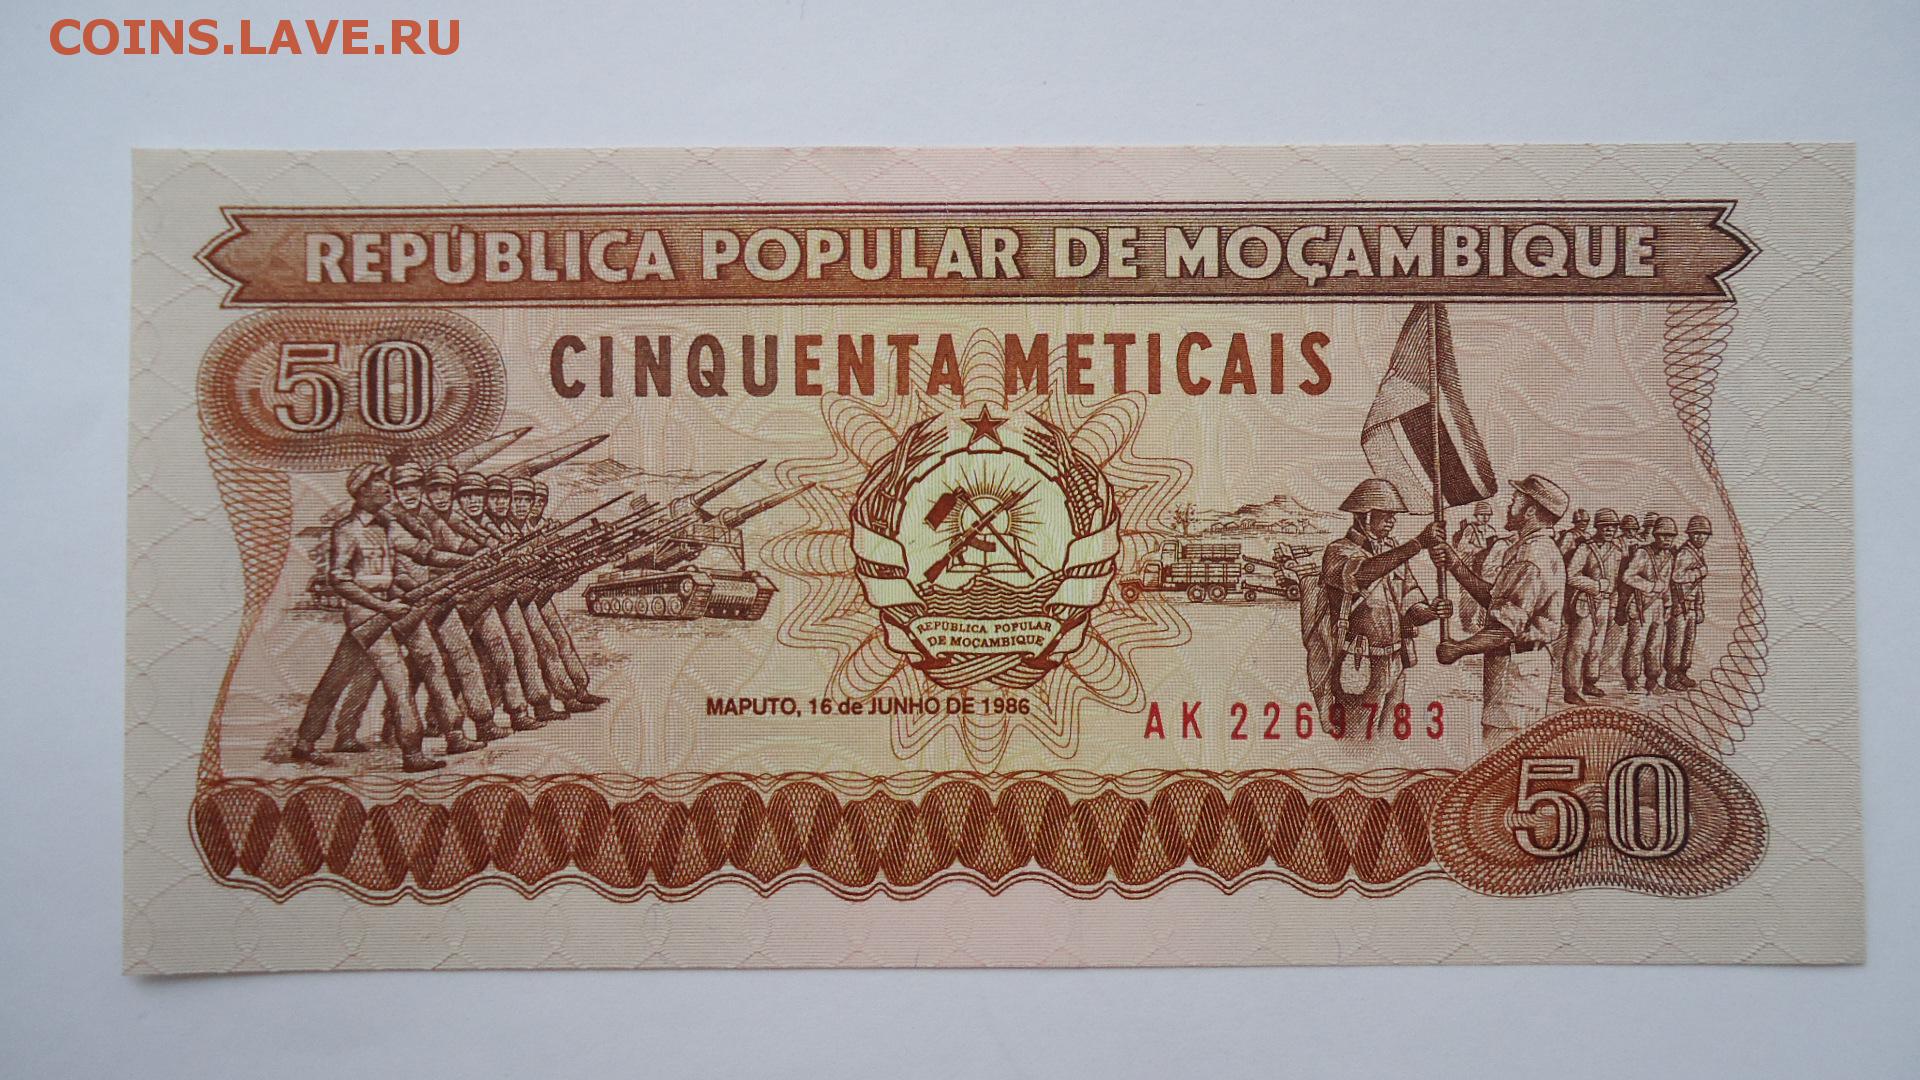 COINS.LAVE.RU
REPÚBLICA POPULAR DE MOÇAMBIQUE
50
CINQUENTA METICAIS
REPÚBLICA POPULAR
DE MOÇAMBIQUE
MAPUTO, 16 de JUNHO DE 1986
AK 2269783
50